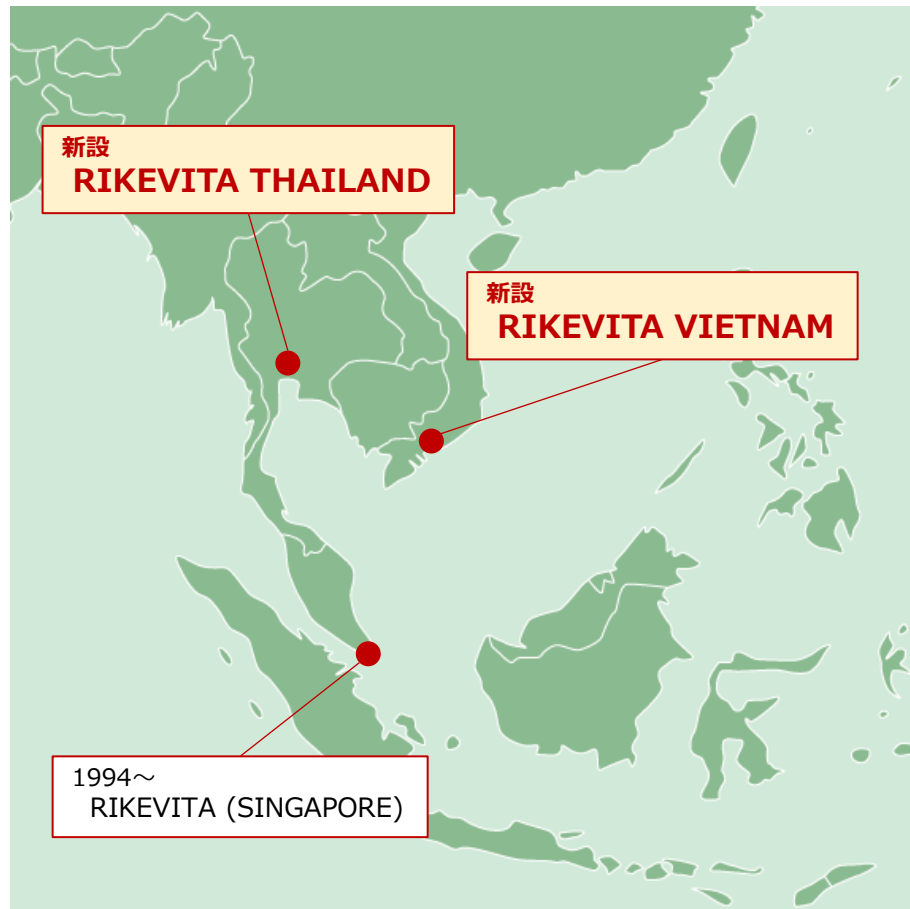 新設
RIKEVITA THAILAND
新設
RIKEVITA VIETNAM
1994～
RIKEVITA (SINGAPORE)